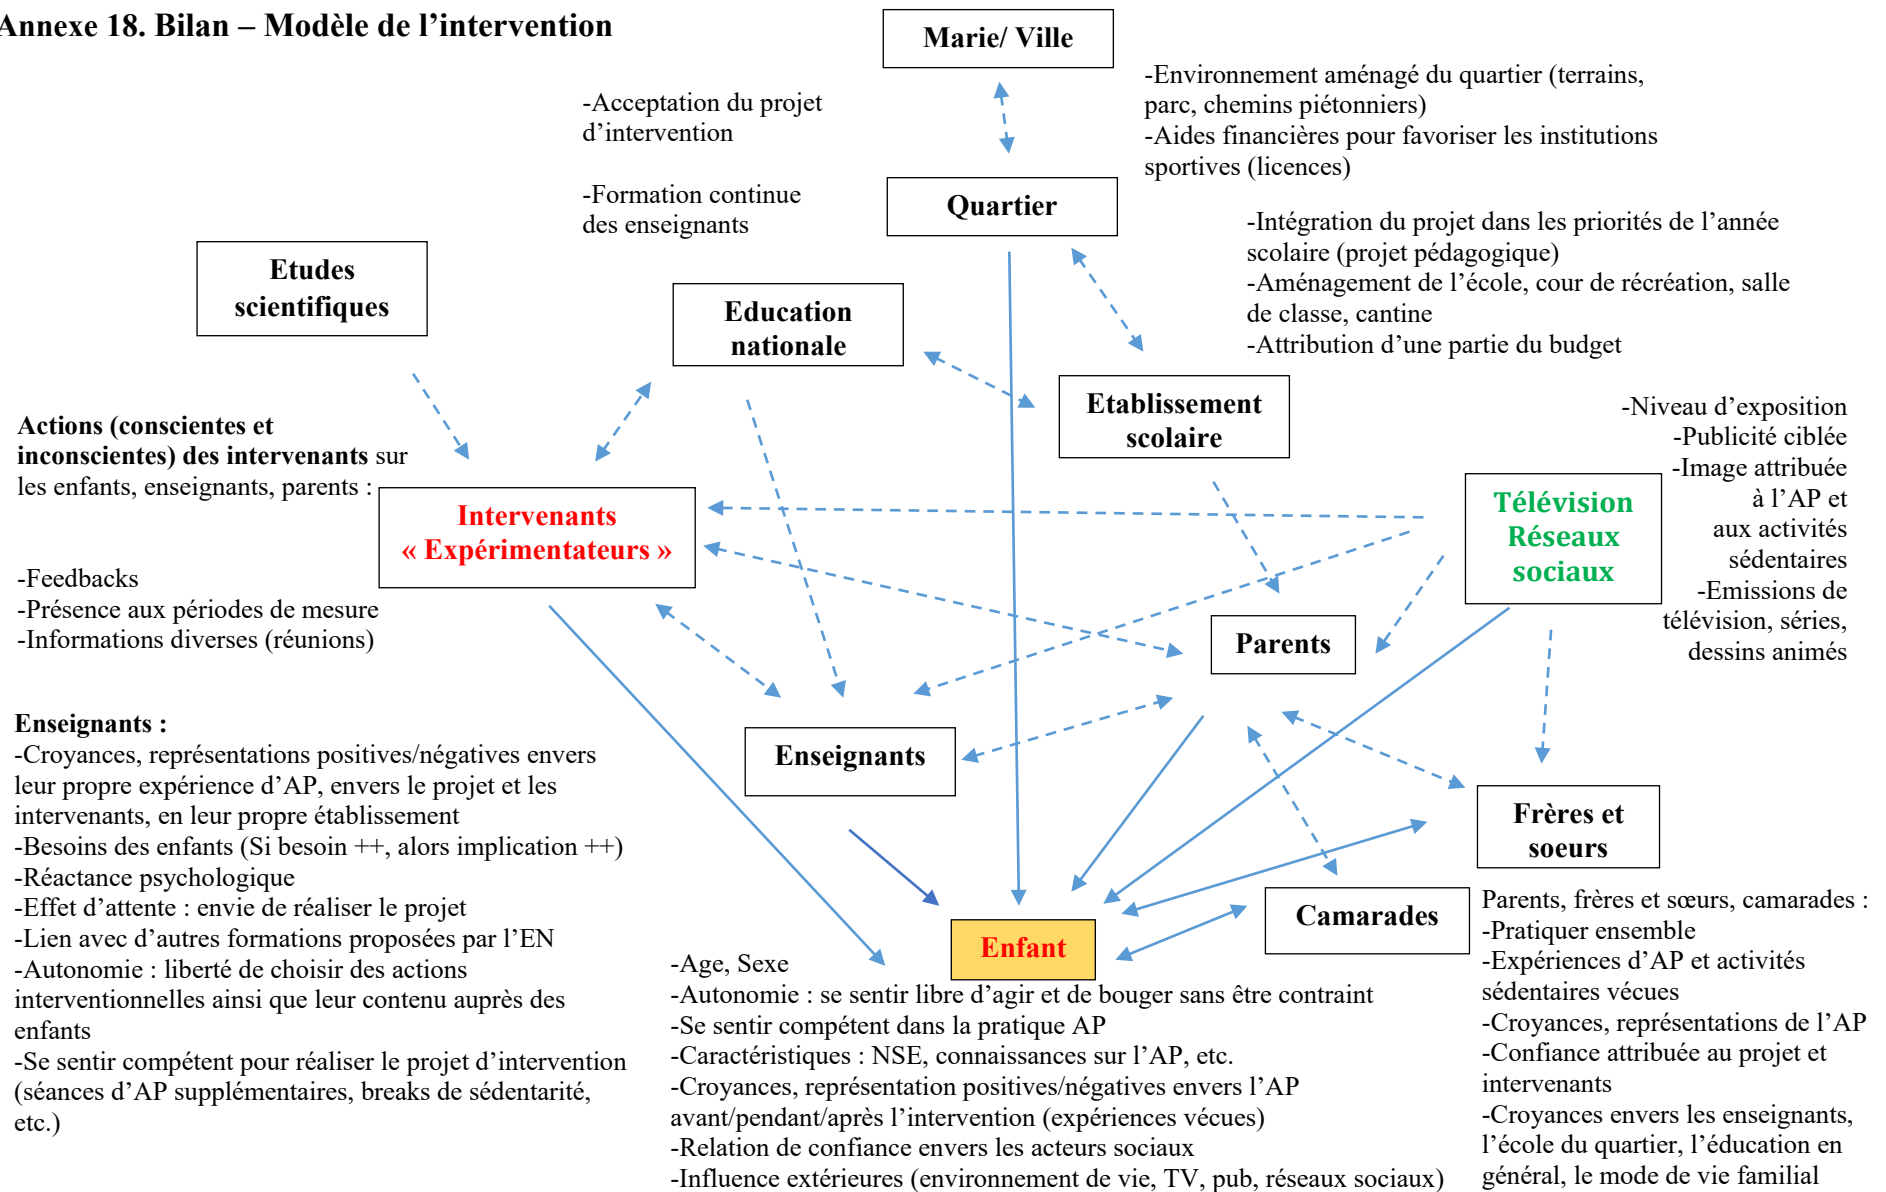 Annexe 18. Bilan – Modèle de l’intervention
Marie/ Ville
-Acceptation du projet
d’intervention
-Formation continue
des enseignants
-Environnement aménagé du quartier (terrains,
parc, chemins piétonniers)
-Aides financières pour favoriser les institutions
sportives (licences)
Quartier
-Intégration du projet dans les priorités de l’année
scolaire (projet pédagogique)
-Aménagement de l’école, cour de récréation, salle
de classe, cantine
-Attribution d’une partie du budget
Etudes
scientifiques
Education
nationale
Etablissement
scolaire
Actions (conscientes et
inconscientes) des intervenants sur
les enfants, enseignants, parents :
Intervenants
« Expérimentateurs »
-Feedbacks
-Présence aux périodes de mesure
-Informations diverses (réunions)
Télévision
Réseaux
sociaux
-Niveau d’exposition
-Publicité ciblée
-Image attribuée
à l’AP et
aux activités
sédentaires
-Emissions de
télévision, séries,
dessins animés
Parents
Enseignants :
-Croyances, représentations positives/négatives envers
leur propre expérience d’AP, envers le projet et les
intervenants, en leur propre établissement
-Besoins des enfants (Si besoin ++, alors implication ++)
-Réactance psychologique
-Effet d’attente : envie de réaliser le projet
-Lien avec d’autres formations proposées par l’EN
-Autonomie : liberté de choisir des actions
interventionnelles ainsi que leur contenu auprès des
enfants
-Se sentir compétent pour réaliser le projet d’intervention
(séances d’AP supplémentaires, breaks de sédentarité,
etc.)
Enseignants
Frères et
soeurs
Camarades
Enfant
-Age, Sexe
-Autonomie : se sentir libre d’agir et de bouger sans être contraint
-Se sentir compétent dans la pratique AP
-Caractéristiques : NSE, connaissances sur l’AP, etc.
-Croyances, représentation positives/négatives envers l’AP
avant/pendant/après l’intervention (expériences vécues)
-Relation de confiance envers les acteurs sociaux
-Influence extérieures (environnement de vie, TV, pub, réseaux sociaux)
Parents, frères et sœurs, camarades :
-Pratiquer ensemble
-Expériences d’AP et activités
sédentaires vécues
-Croyances, représentations de l’AP
-Confiance attribuée au projet et
intervenants
-Croyances envers les enseignants,
l’école du quartier, l’éducation en
général, le mode de vie familial